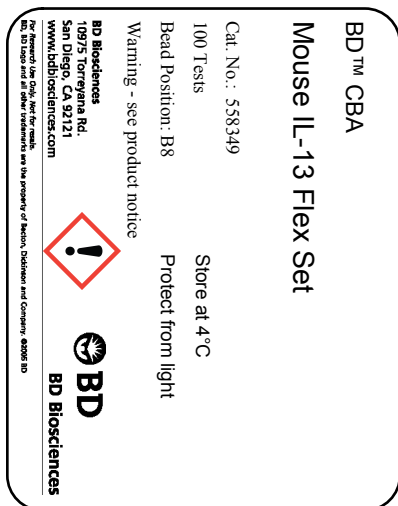 BD™ CBA
Mouse IL-13 Flex Set
Cat. No.: 558349
100 Tests Store at 4°C
Bead Position: B8 Protect from light
Warning - see product notice
BD Biosciences
10975 Torreyana Rd.
San Diego, CA 92121
www.bdbiosciences.com
BD
BD Biosciences
For Research Use Only. Not for resale.
BD, BD Logo and all other trademarks are the property of Becton, Dickinson and Company. ©2005 BD